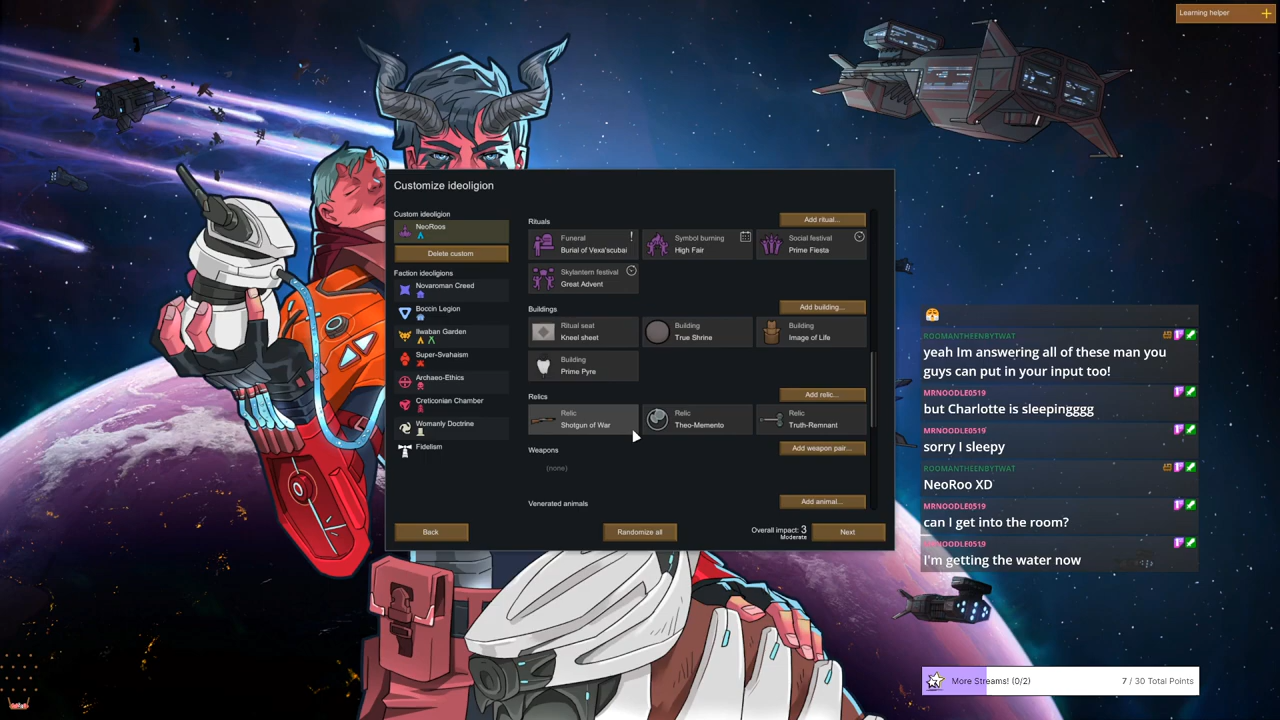 Learning helper
Customize ideoligion
Custom ideoligion
NeoRoos
Delete custom
Faction ideoligions
Novaroman Creed
Boccin Legion
Ilwaban Garden
Super-Svahaism
Archaeo-Ethics
Creticonian Chamber
Womanly Doctrine
Fidelism
Rituals
Add ritual...
Funeral
Burial of Vexa'scubai
Symbol burning
High Fair
Social festival
Prime Fiesta
Skylantern festival
Great Advent
Buildings
Add building...
Ritual seat
Kneel sheet
Building
True Shrine
Building
Image of Life
Building
Prime Pyre
Relics
Add relic...
Relic
Shotgun of War
Relic
Theo-Memento
Relic
Truth-Remnant
Weapons
Add weapon pair...
(none)
Venerated animals
Add animal...
Back
Randomize all
Overall impact: 3
Moderate
Next
ROOMANTHEENBYTWAT
yeah Im answering all of these man you
guys can put in your input too!
MRNOODLE0519
but Charlotte is sleepingggg
MRNOODLE0519
sorry I sleepy
ROOMANTHEENBYTWAT
NeoRoo XD
MRNOODLE0519
can I get into the room?
MRNOODLE0519
I'm getting the water now
More Streams! (0/2)
7 / 30 Total Points